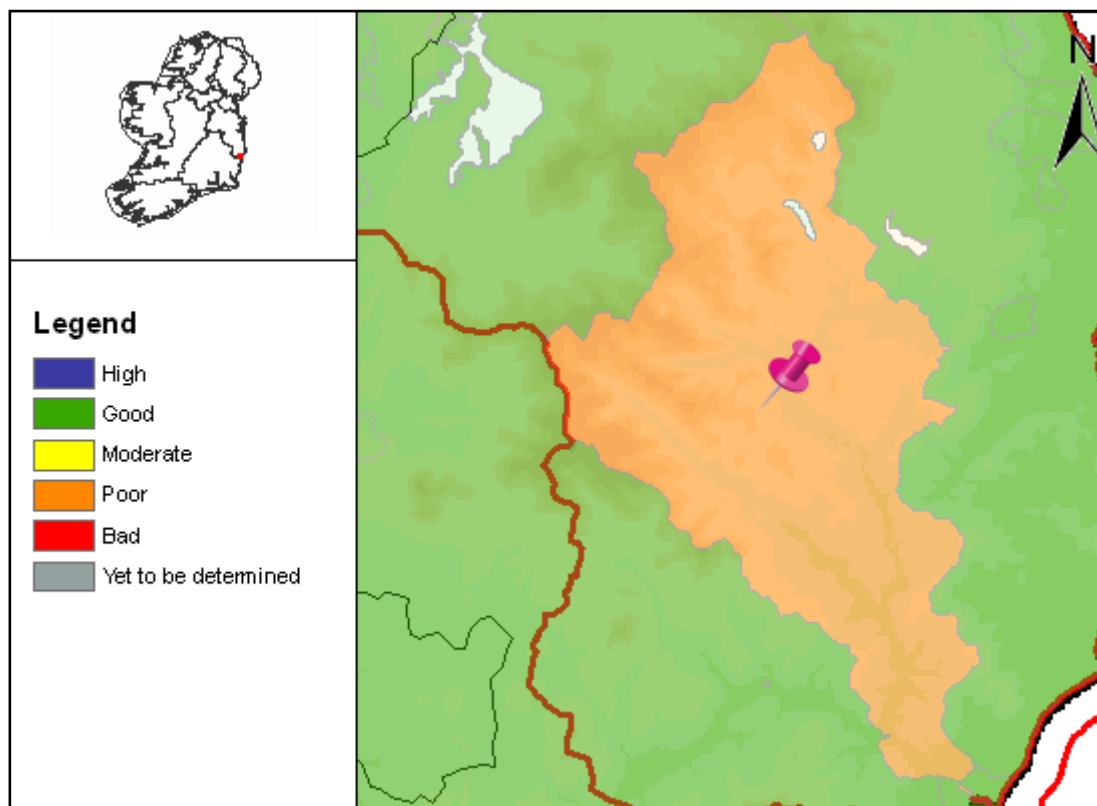 N
Legend
High
Good
Moderate
Poor
Bad
Yet to be determined